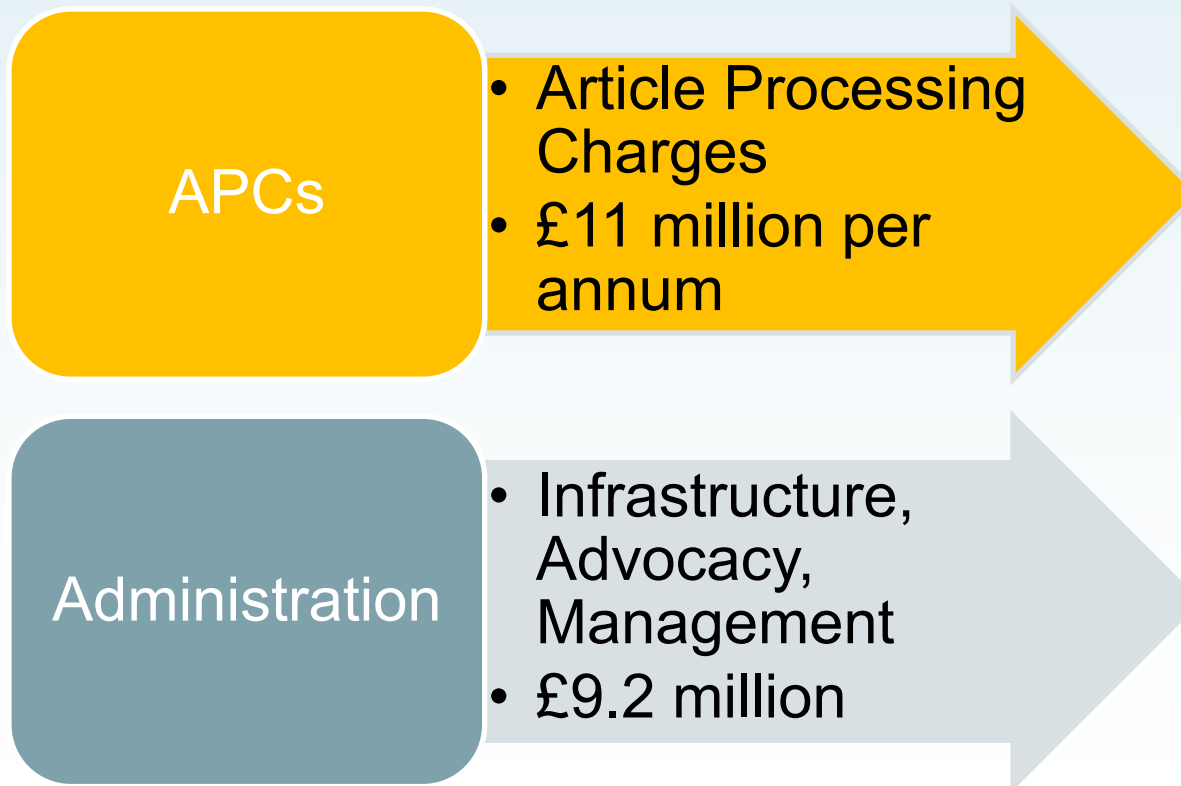 APCs
• Article Processing
Charges
• £11 million per
annum
Administration
• Infrastructure,
Advocacy,
Management
• £9.2 million